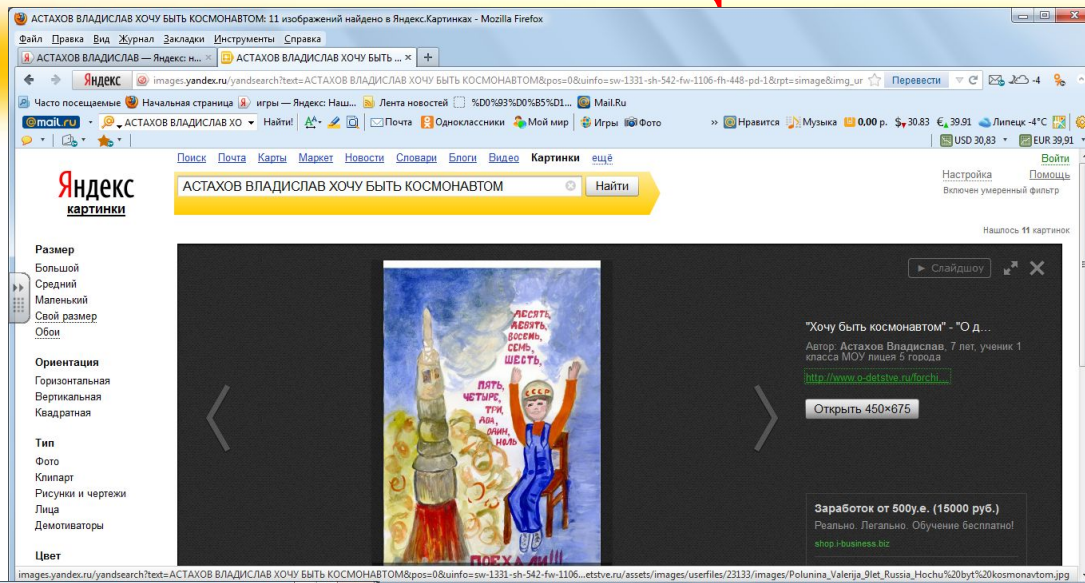 АСТАХОВ ВЛАДИСЛАВ ХОЧУ БЫТЬ КОСМОНАВТОМ: 11 изображений найдено в Яндекс.Картинках - Mozilla Firefox
Файл Правка Вид Журнал Закладки Инструменты Справка
АСТАХОВ ВЛАДИСЛАВ — Яндекс: н... × АСТАХОВ ВЛАДИСЛАВ ХОЧУ БЫТЬ ... × +
Яндекс images.yandex.ru/yandsearch?text=АСТАХОВ ВЛАДИСЛАВ ХОЧУ БЫТЬ КОСМОНАВТОМ&pos=0&uinfo=sw-1331-sh-542-fw-1106-fh-448-pd-1&rpt=simage&img_ur Перевести -4
Часто посещаемые Начальная страница игры — Яндекс: Наш... Лента новостей %D0%93%D0%B5%D1... Mail.Ru
@mail.ru АСТАХОВ ВЛАДИСЛАВ ХО Найти! Почта Одноклассники Мой мир Игры Фото » Нравится Музыка 0,00 р. $ 30.83 € 39.91 Липецк -4°C
USD 30,83 EUR 39,91
Поиск Почта Карты Маркет Новости Словари Блоги Видео Картинки ещё
Войти
Яндекс
картинки
АСТАХОВ ВЛАДИСЛАВ ХОЧУ БЫТЬ КОСМОНАВТОМ Найти
Настройка Помощь
Включен умеренный фильтр
Нашлось 11 картинок
Размер
Большой
Средний
Маленький
Свой размер
Обои
Ориентация
Горизонтальная
Вертикальная
Квадратная
Тип
Фото
Клипарт
Рисунки и чертежи
Лица
Демотиваторы
Цвет
ДЕСЯТЬ,
ДЕВЯТЬ,
ВОСЕМЬ,
СЕМЬ,
ШЕСТЬ,
ПЯТЬ,
ЧЕТЫРЕ,
ТРИ,
ДВА,
ОДИН,
НОЛЬ
СССР
ПОЕХАЛИ!!!
Слайдшоу
"Хочу быть космонавтом" - "О д...
Автор: Астахов Владислав, 7 лет, ученик 1
класса МОУ лицея 5 города
http://www.o-detstve.ru/forchi...
Открыть 450×675
Заработок от 500у.е. (15000 руб.)
Реально. Легально. Обучение бесплатно!
shop.i-business.biz
images.yandex.ru/yandsearch?text=АСТАХОВ ВЛАДИСЛАВ ХОЧУ БЫТЬ КОСМОНАВТОМ&pos=0&uinfo=sw-1331-sh-542-fw-1106...etstve.ru/assets/images/userfiles/23133/images/Polunina_Valerija_9let_Russia_Hochu%20byt%20kosmonavtom.jpg